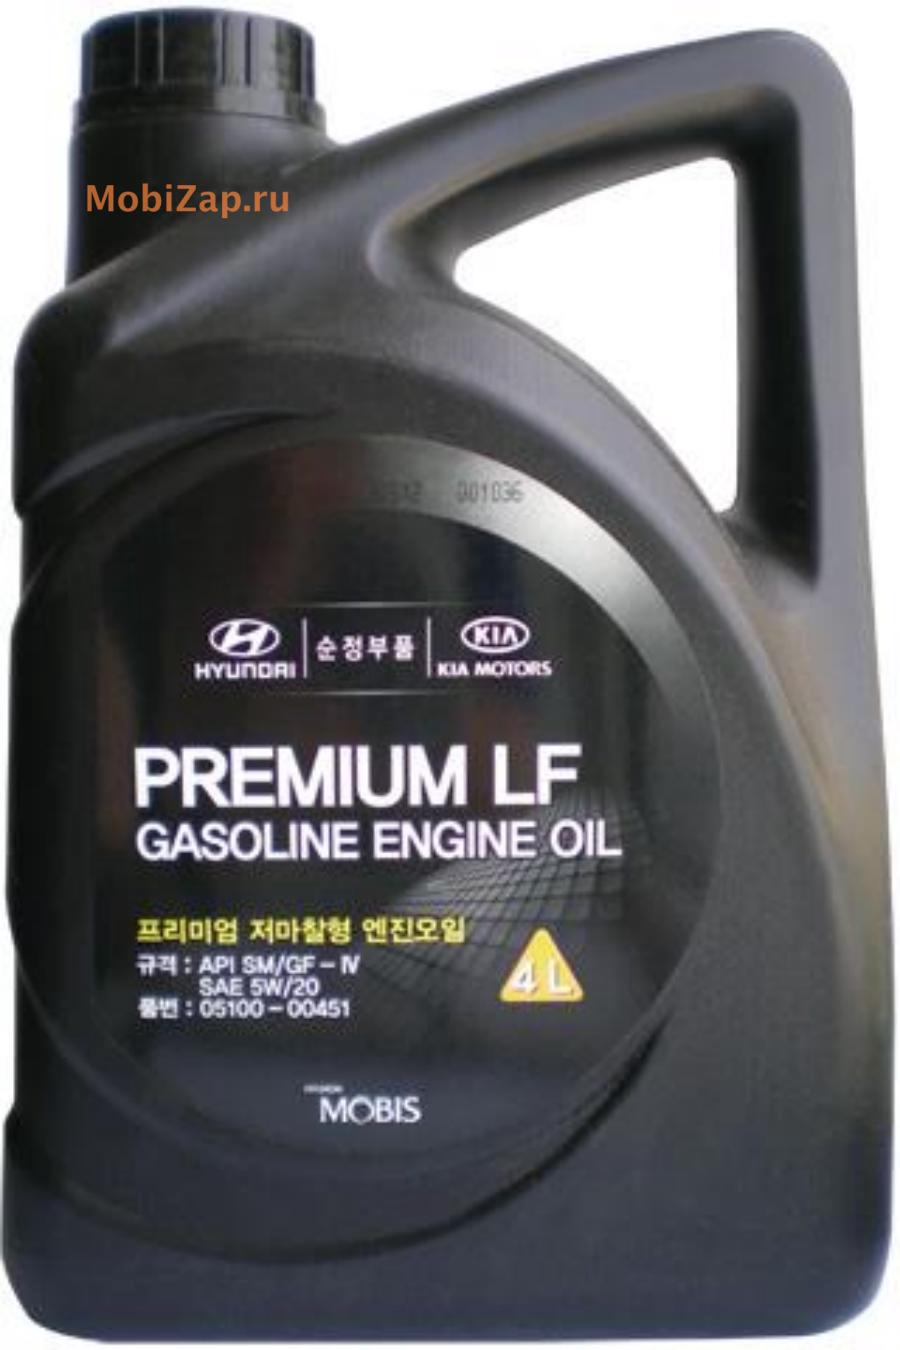 MobiZap.ru
001036
HYUNDAI 순정부품 KIA KIA MOTORS
PREMIUM LF
GASOLINE ENGINE OIL
프리미엄 저마찰형 엔진오일
규격 : API SM/GF-IV
SAE 5W/20
4 L
품번 : 05100-00451
HYUNDAI
MOBIS